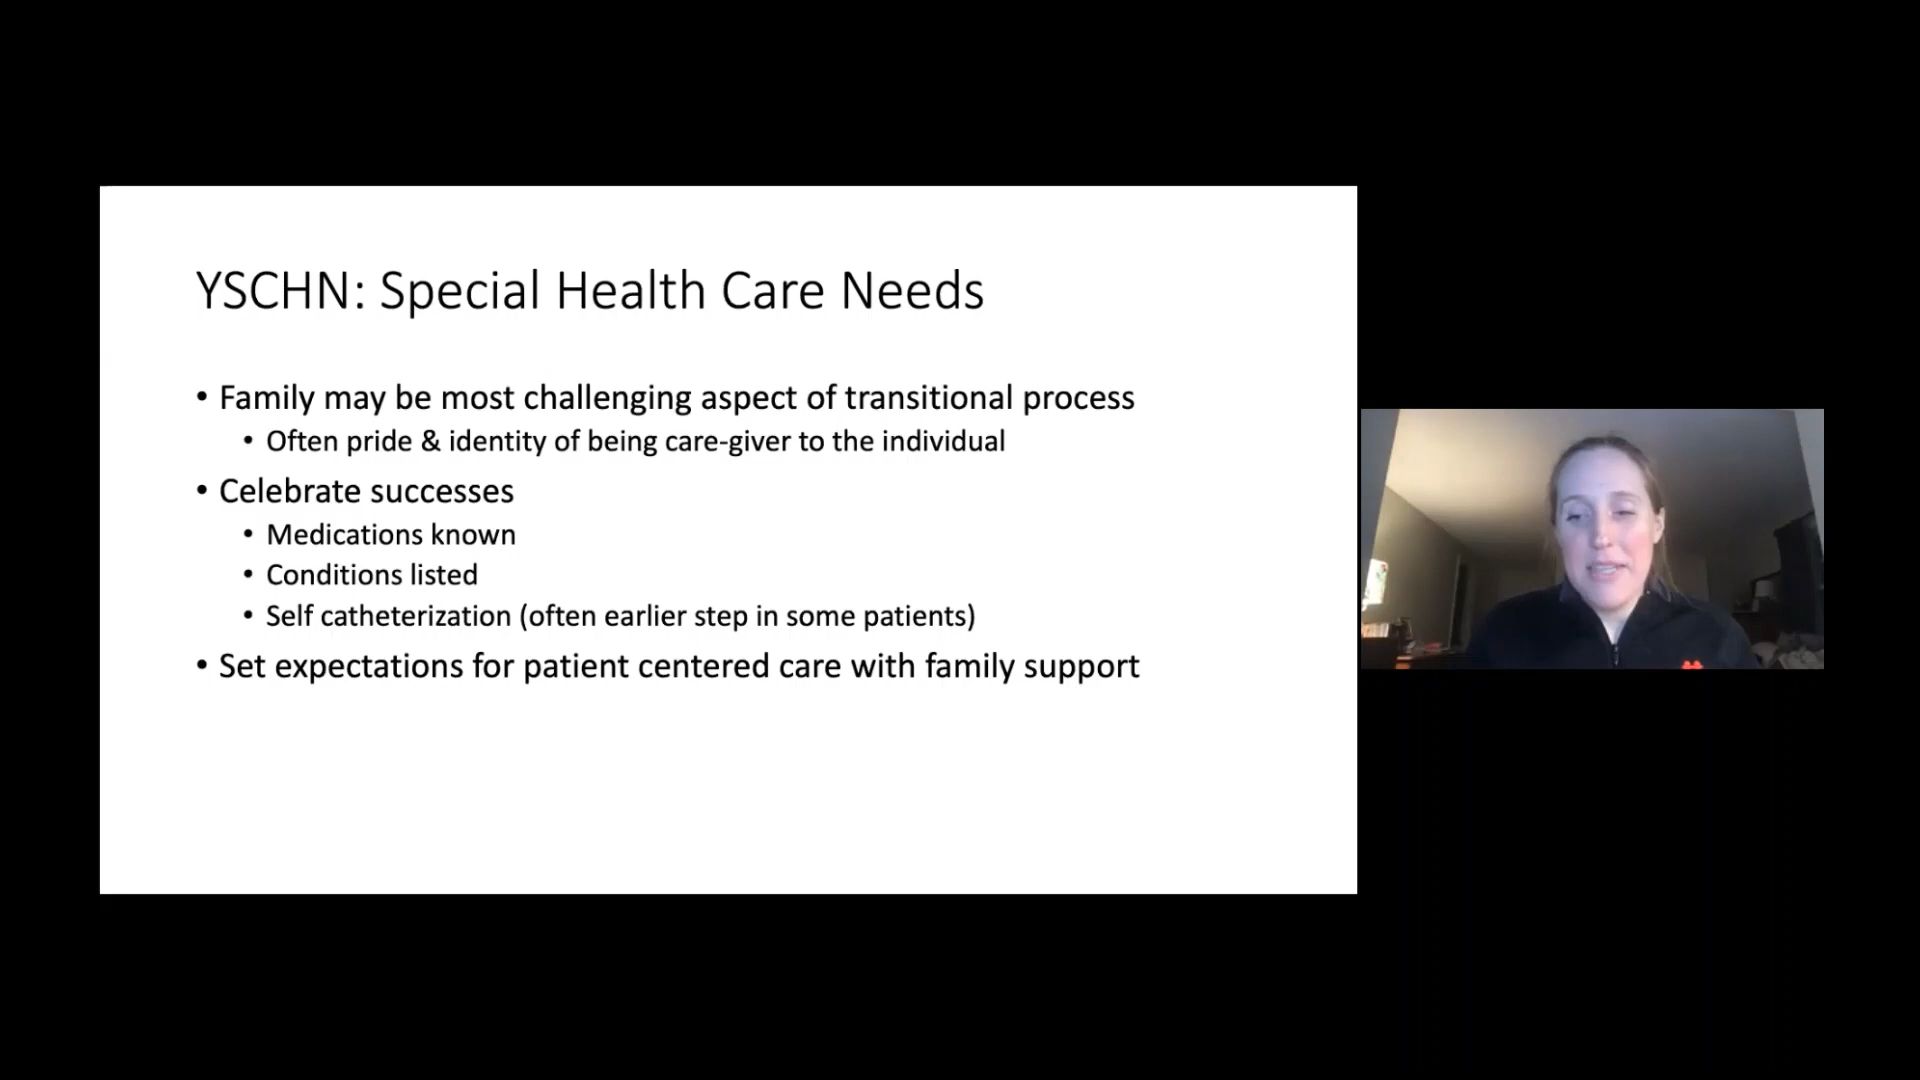 YSCHN: Special Health Care Needs
• Family may be most challenging aspect of transitional process
• Often pride & identity of being care-giver to the individual
• Celebrate successes
• Medications known
• Conditions listed
• Self catheterization (often earlier step in some patients)
• Set expectations for patient centered care with family support